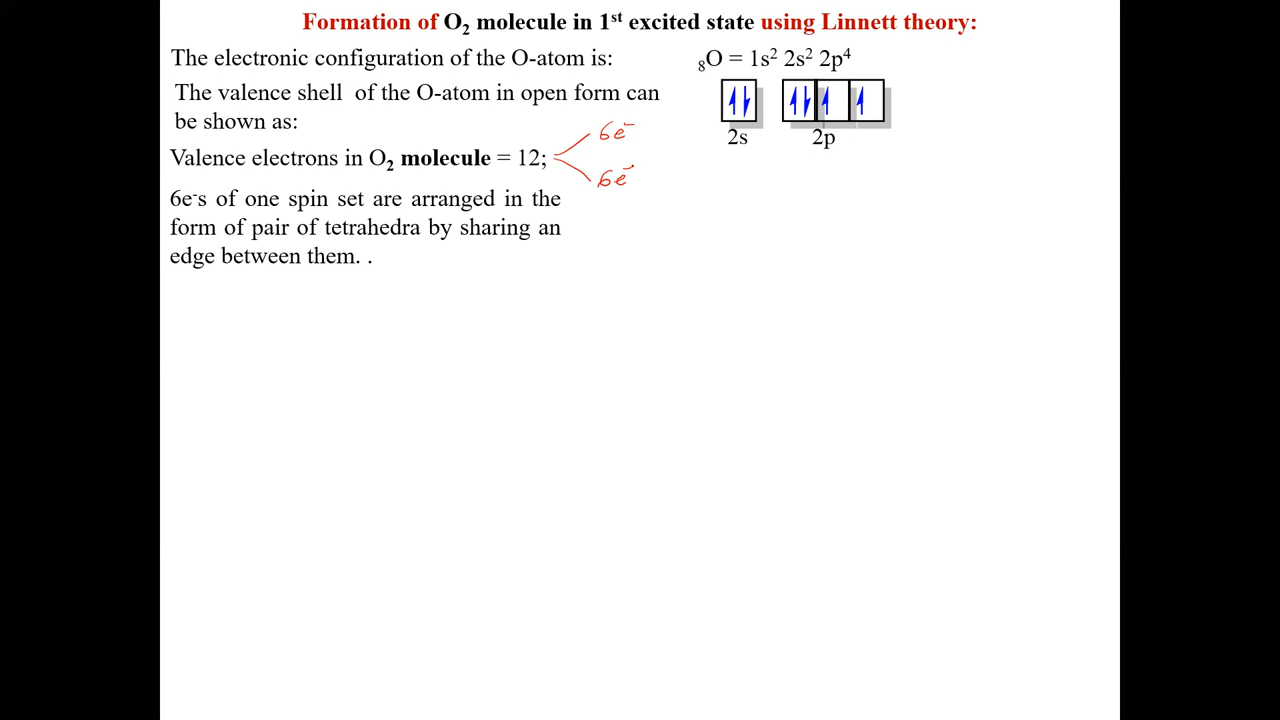 Formation of O₂ molecule in 1ˢᵗ excited state using Linnett theory:
The electronic configuration of the O-atom is:
₈O = 1s² 2s² 2p⁴
The valence shell of the O-atom in open form can
be shown as:
2s 2p
Valence electrons in O₂ molecule = 12;
6e⁻
6e⁻
6e⁻s of one spin set are arranged in the
form of pair of tetrahedra by sharing an
edge between them. .